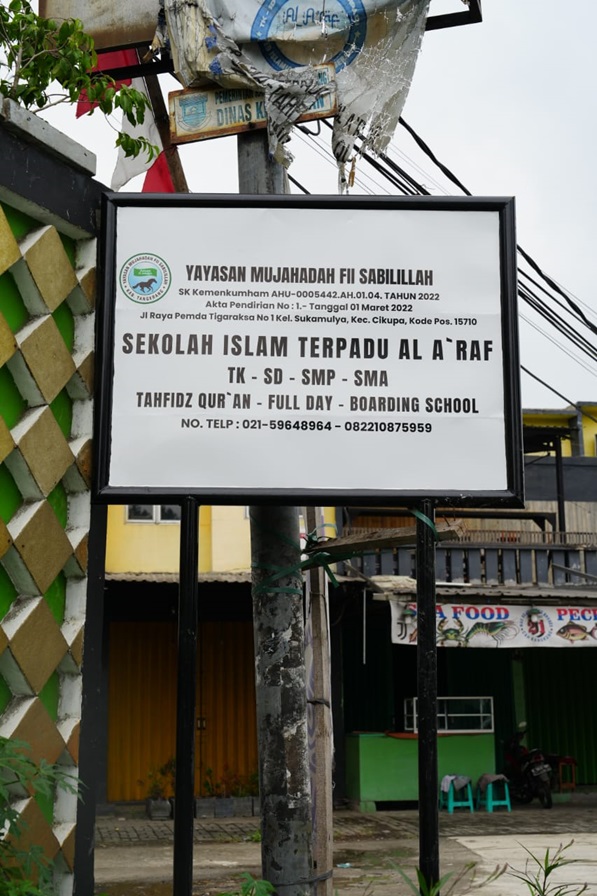 Al A'raf
DINAS
YAYASAN MUJAHADAH FII SABILILLAH
SK Kemenkumham AHU-0005442.AH.01.04. TAHUN 2022
Akta Pendirian No : 1.- Tanggal 01 Maret 2022
Jl Raya Pemda Tigaraksa No 1 Kel. Sukamulya, Kec. Cikupa, Kode Pos. 15710
SEKOLAH ISLAM TERPADU AL A`RAF
TK - SD - SMP - SMA
TAHFIDZ QUR`AN - FULL DAY - BOARDING SCHOOL
NO. TELP : 021-59648964 - 082210875959
FOOD